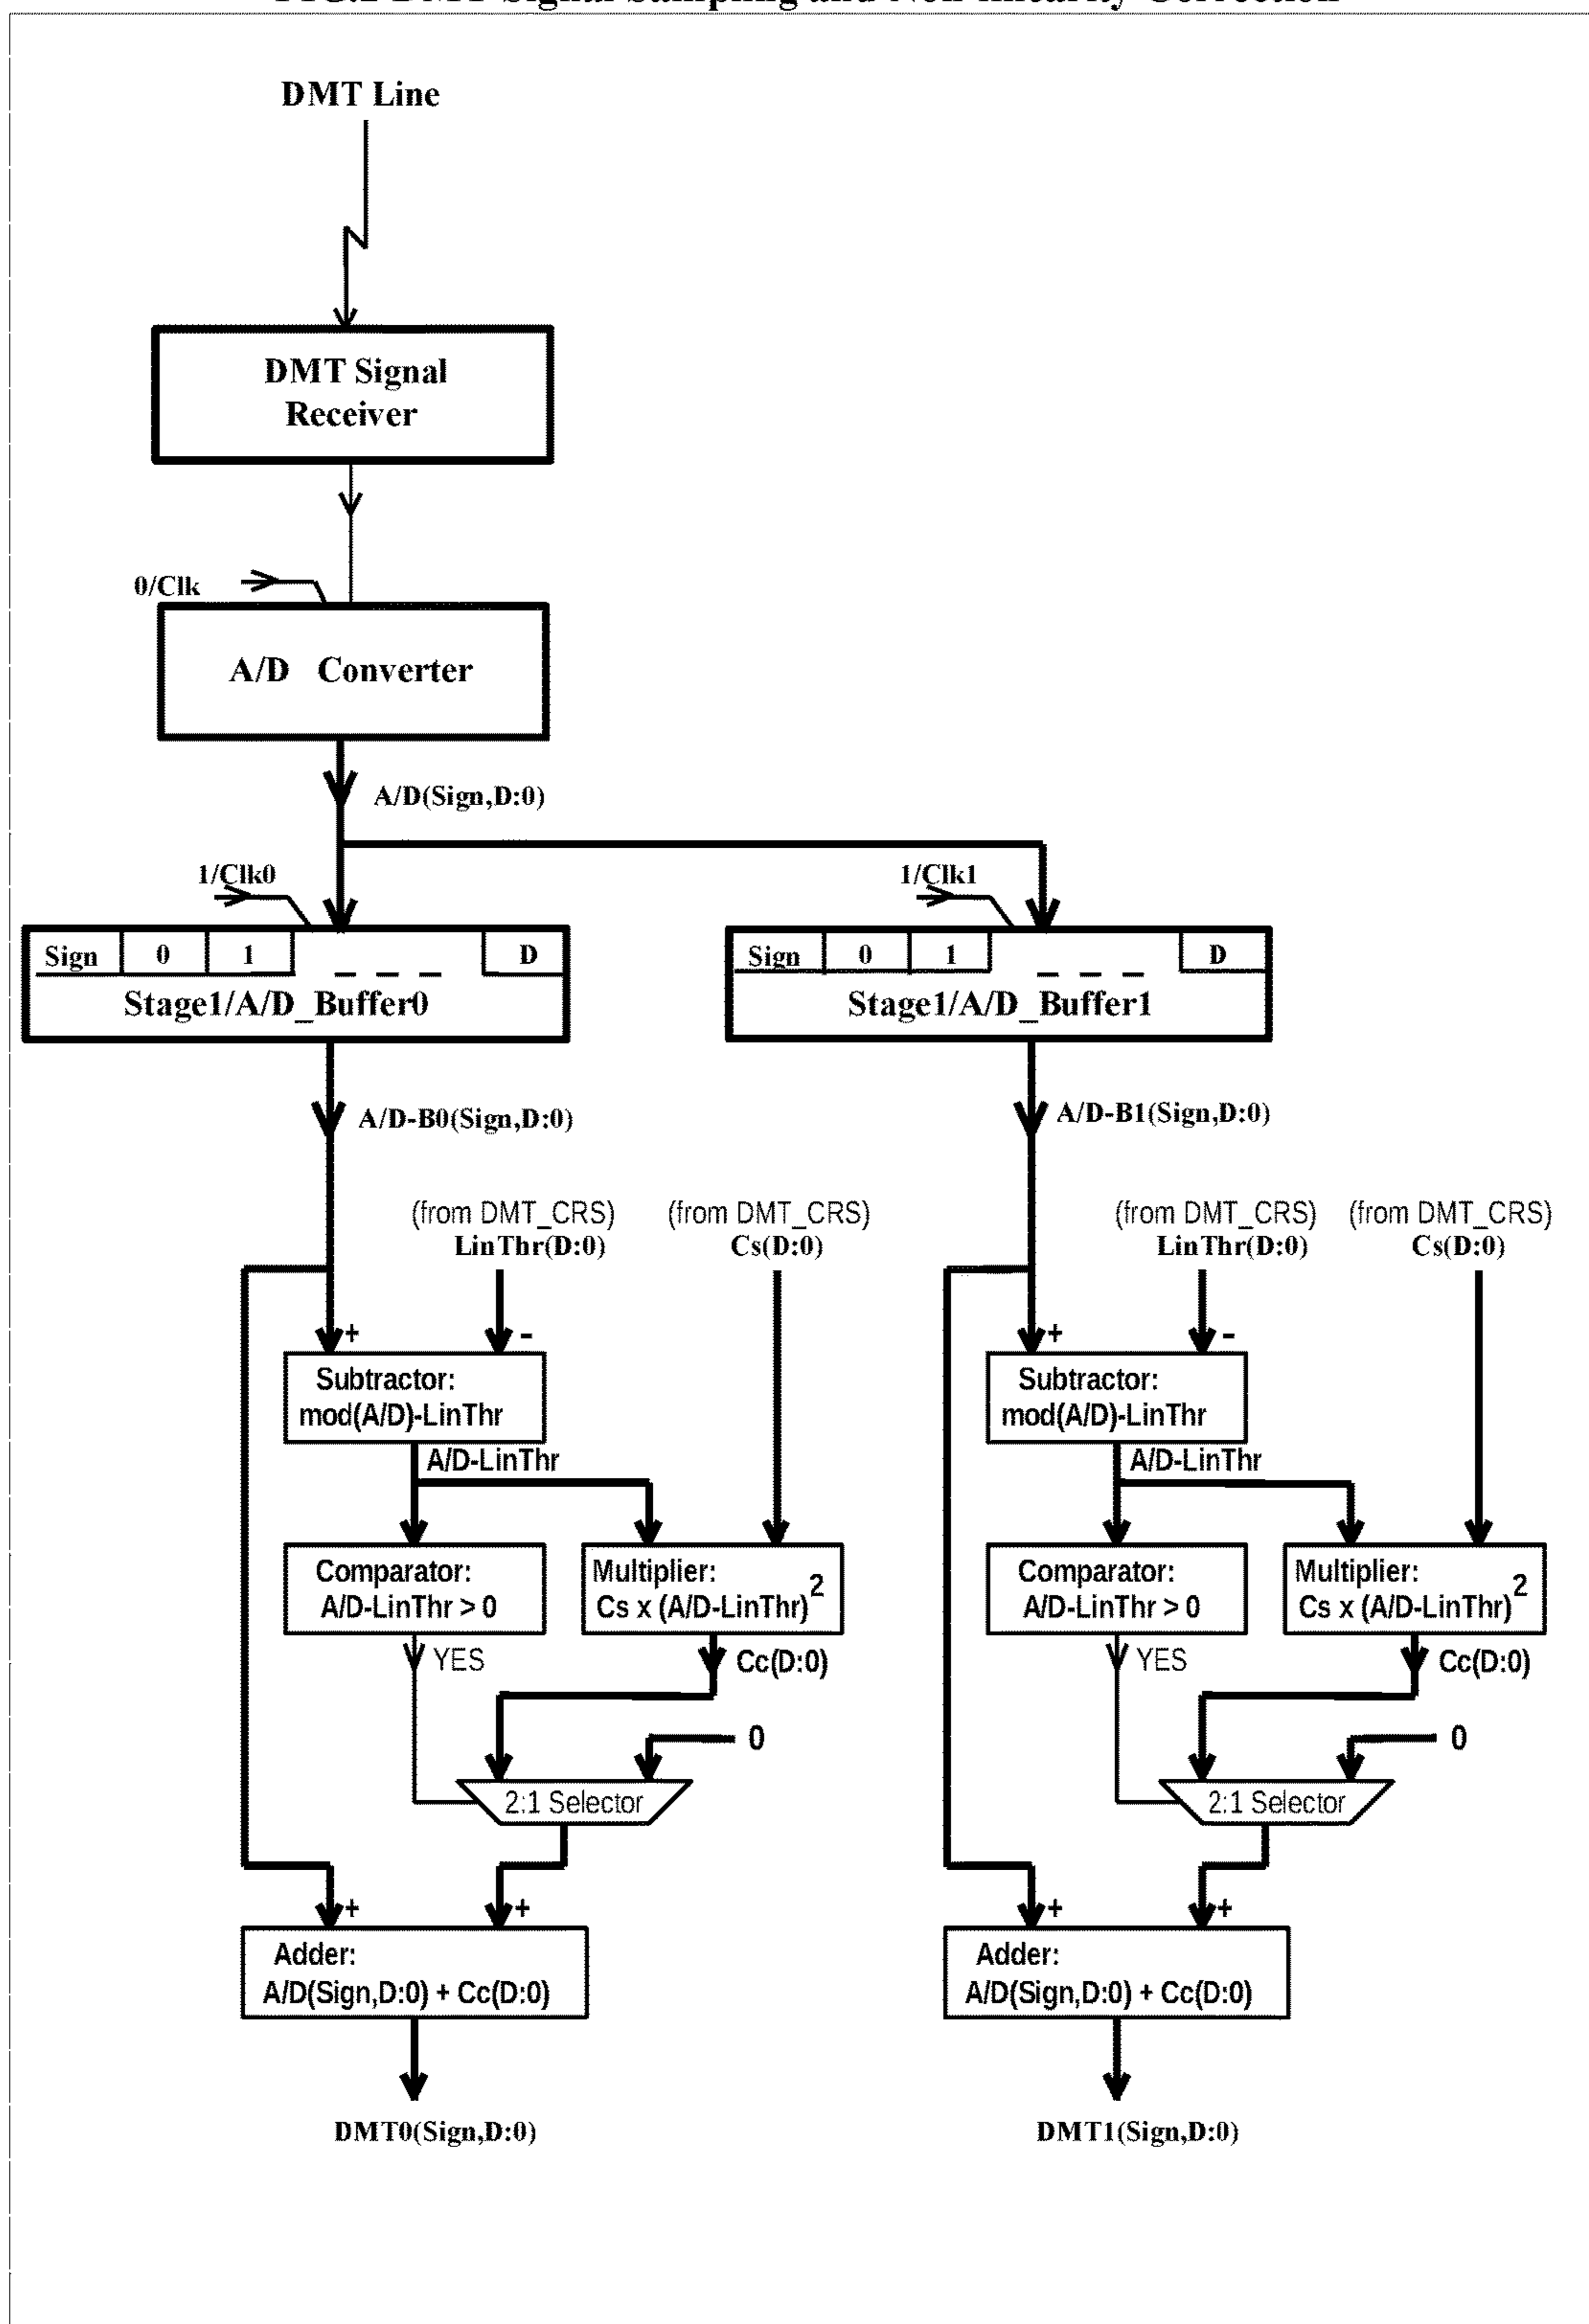 DMT Line
DMT Signal
Receiver
0/Clk
A/D Converter
A/D(Sign,D:0)
1/Clk0
1/Clk1
Sign 0 1 D
Stage1/A/D_Buffer0
Sign 0 1 D
Stage1/A/D_Buffer1
A/D-B0(Sign,D:0)
A/D-B1(Sign,D:0)
(from DMT_CRS)
LinThr(D:0)
(from DMT_CRS)
Cs(D:0)
(from DMT_CRS)
LinThr(D:0)
(from DMT_CRS)
Cs(D:0)
+ -
+ -
Subtractor:
mod(A/D)-LinThr
Subtractor:
mod(A/D)-LinThr
A/D-LinThr
A/D-LinThr
Comparator:
A/D-LinThr > 0
Multiplier:
Cs x (A/D-LinThr)²
Comparator:
A/D-LinThr > 0
Multiplier:
Cs x (A/D-LinThr)²
YES
Cc(D:0)
YES
Cc(D:0)
0
0
2:1 Selector
2:1 Selector
+ +
+ +
Adder:
A/D(Sign,D:0) + Cc(D:0)
Adder:
A/D(Sign,D:0) + Cc(D:0)
DMT0(Sign,D:0)
DMT1(Sign,D:0)